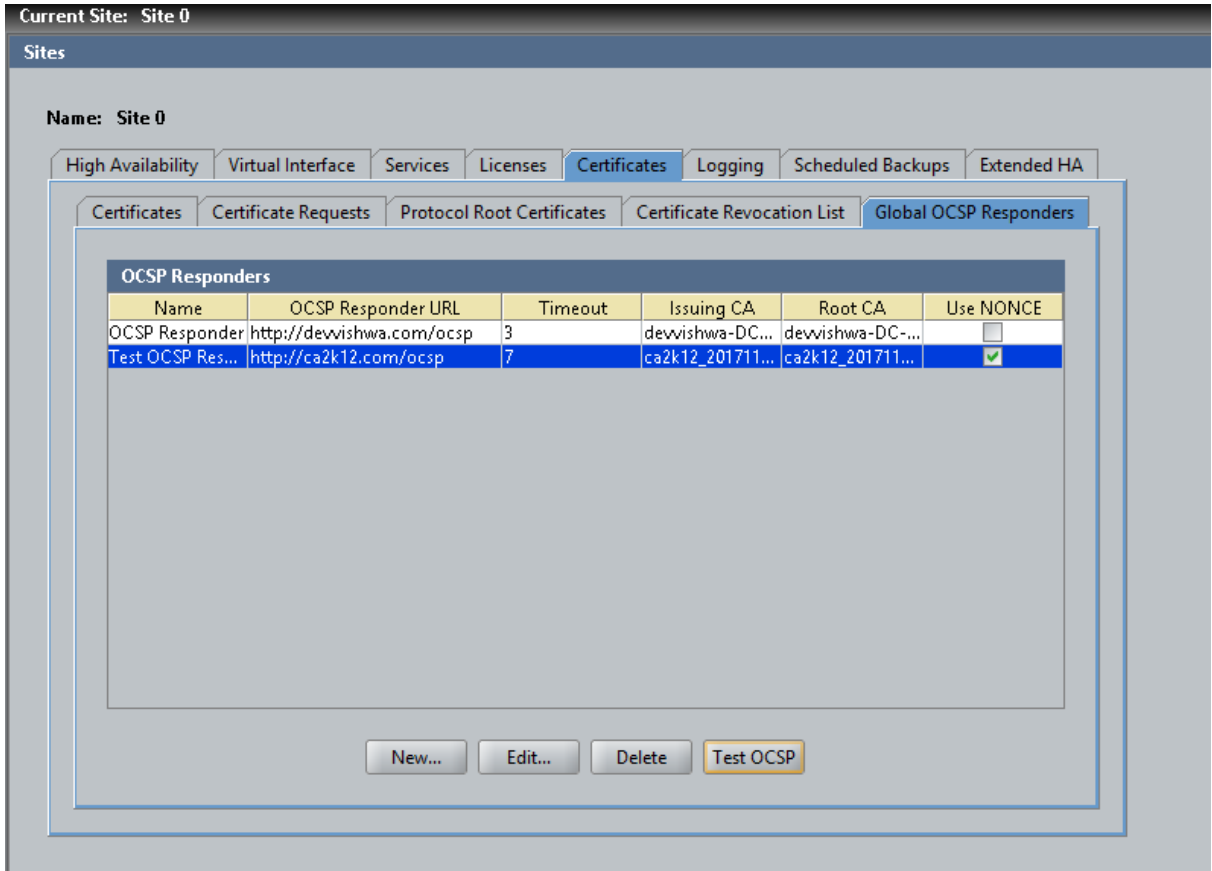 Current Site: Site 0
Sites
Name: Site 0
High Availability Virtual Interface Services Licenses Certificates Logging Scheduled Backups Extended HA
Certificates Certificate Requests Protocol Root Certificates Certificate Revocation List Global OCSP Responders
OCSP Responders
Name OCSP Responder URL Timeout Issuing CA Root CA Use NONCE
OCSP Responder http://devvishwa.com/ocsp 3 devvishwa-DC... devvishwa-DC-...
Test OCSP Res... http://ca2k12.com/ocsp 7 ca2k12_201711... ca2k12_201711...
New... Edit... Delete Test OCSP